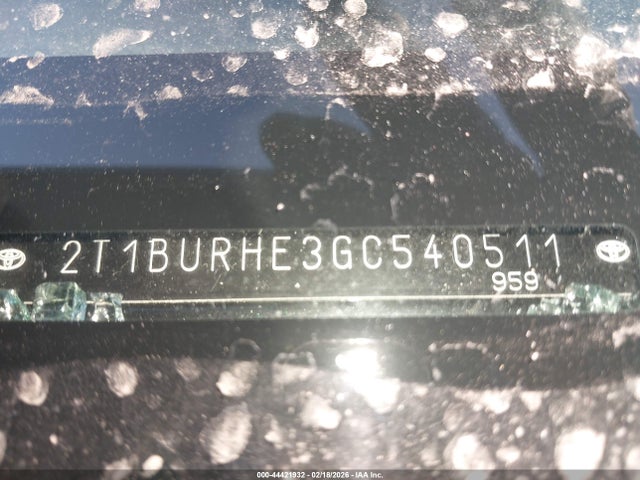 2T1BURHE3GC540511
959
000-44421932 - 02/18/2026 - IAA Inc.